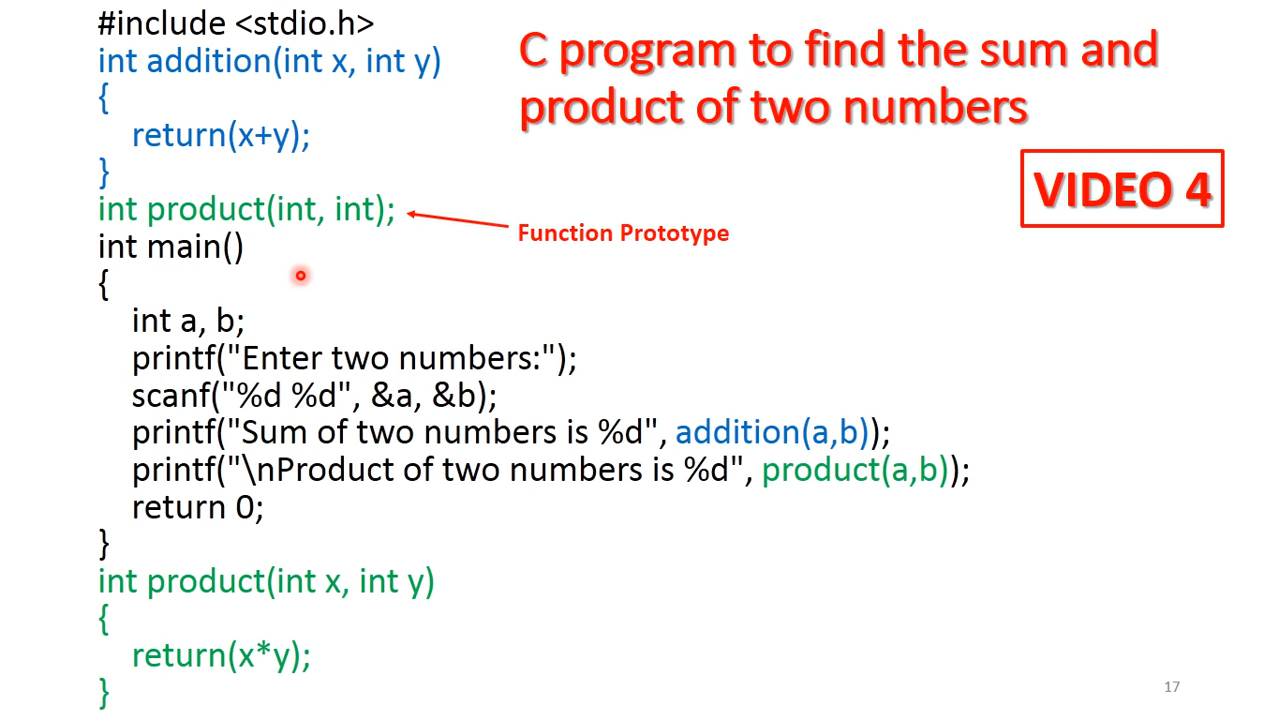 #include <stdio.h>
int addition(int x, int y)
{
return(x+y);
}
int product(int, int);
int main()
{
int a, b;
printf("Enter two numbers:");
scanf("%d %d", &a, &b);
printf("Sum of two numbers is %d", addition(a,b));
printf("\nProduct of two numbers is %d", product(a,b));
return 0;
}
int product(int x, int y)
{
return(x*y);
}
C program to find the sum and
product of two numbers
VIDEO 4
Function Prototype
17